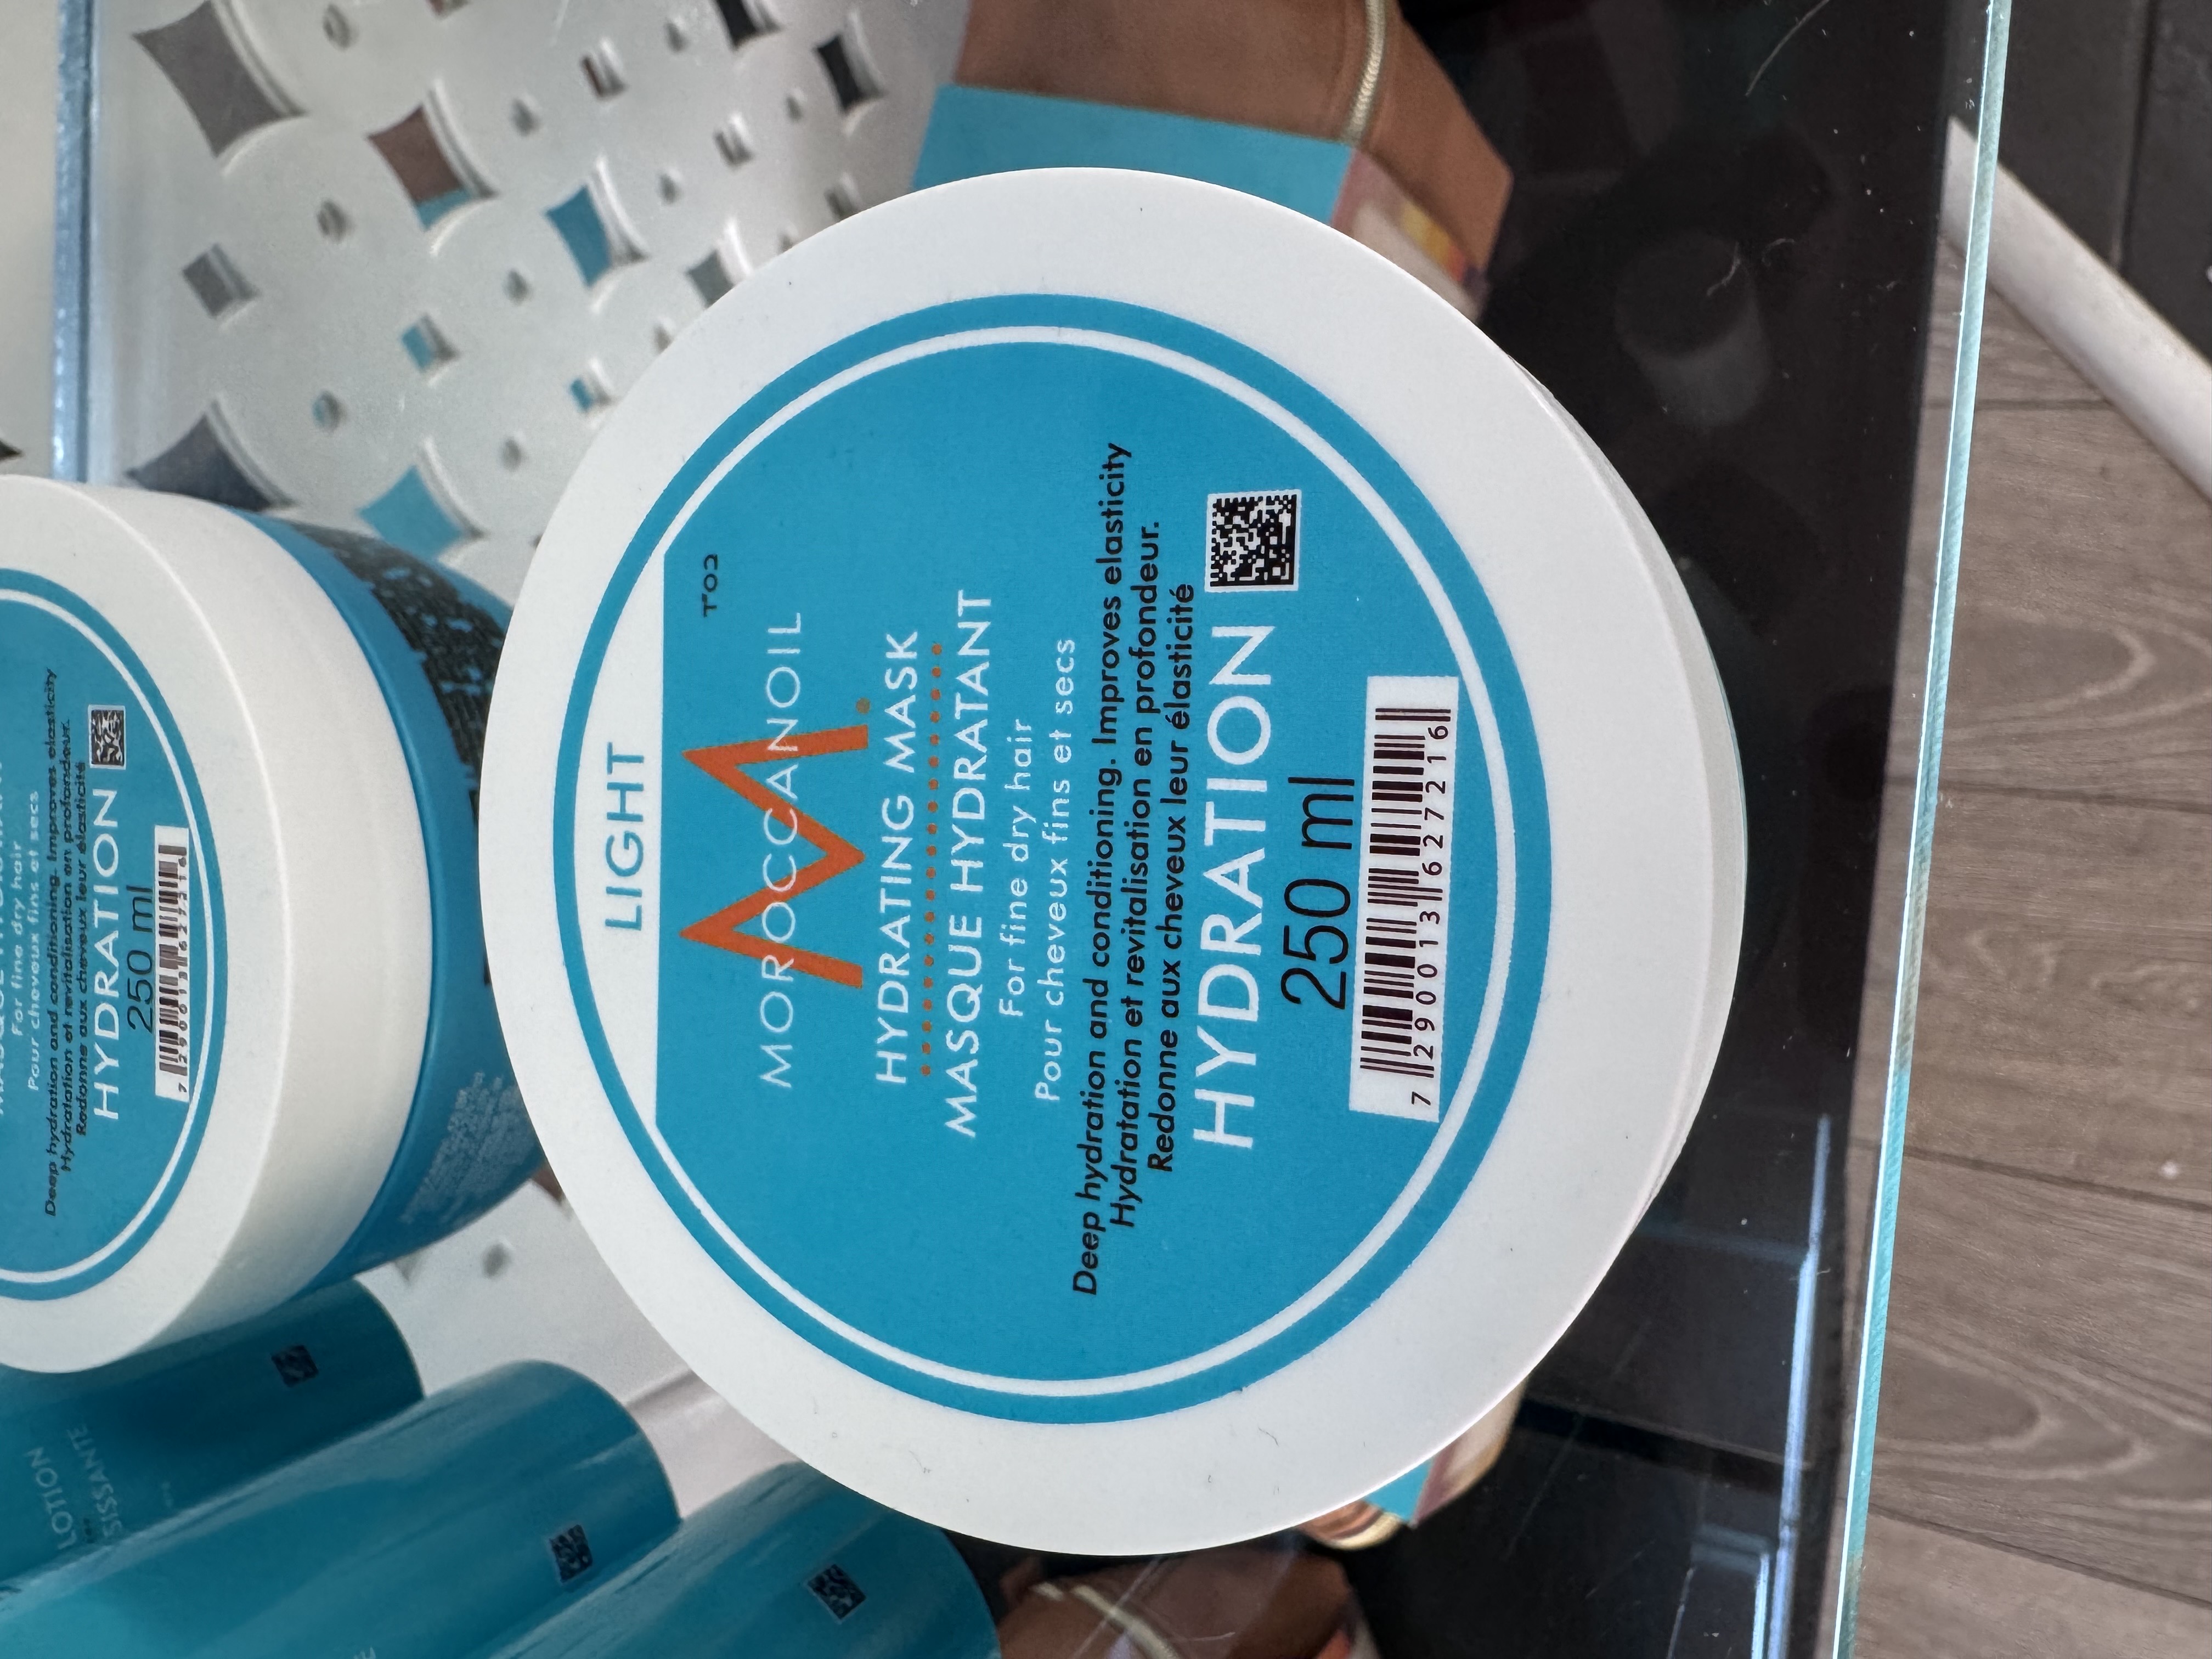 LIGHT
MOROCCANOIL
HYDRATING MASK
MASQUE HYDRATANT
For fine dry hair
Pour cheveux fins et secs
Deep hydration and conditioning. Improves elasticity
Hydratation et revitalisation en profondeur.
Redonne aux cheveux leur élasticité
HYDRATION
250 ml
7 290013 627216
For fine dry hair
Pour cheveux fins et secs
Deep hydration and conditioning. Improves elasticity
Hydratation et revitalisation en profondeur.
Redonne aux cheveux leur élasticité
HYDRATION
250 ml
7 290013 627216
LOTION